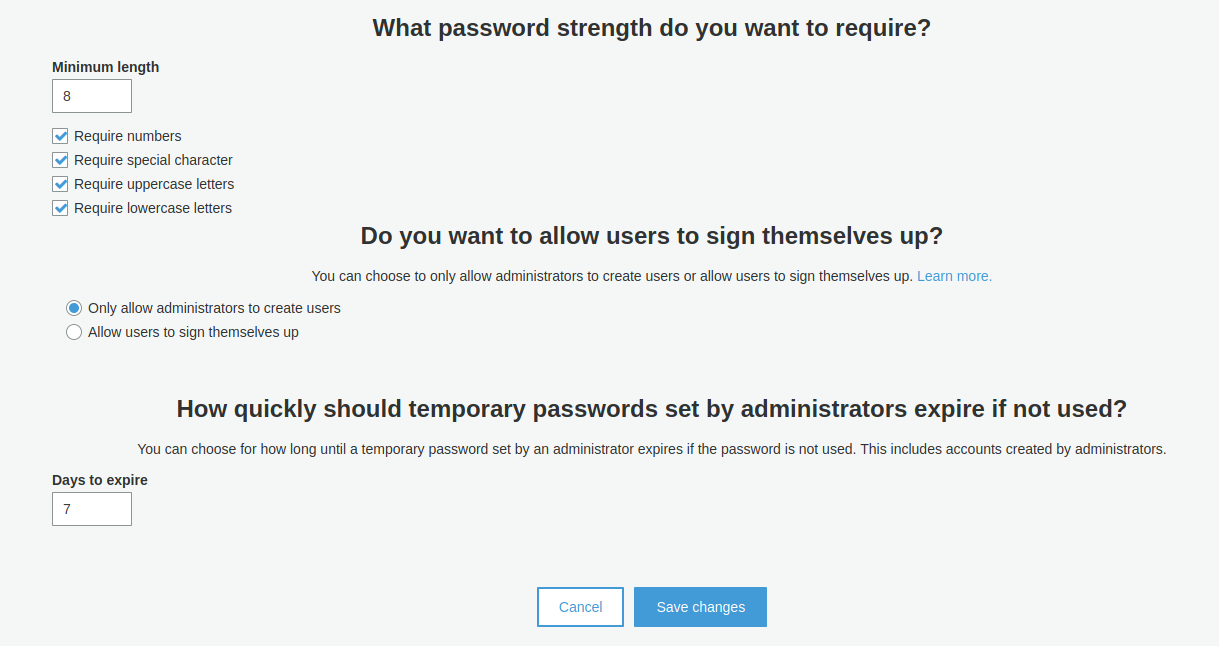 What password strength do you want to require?
Minimum length
8
Require numbers
Require special character
Require uppercase letters
Require lowercase letters
Do you want to allow users to sign themselves up?
You can choose to only allow administrators to create users or allow users to sign themselves up. Learn more.
Only allow administrators to create users
Allow users to sign themselves up
How quickly should temporary passwords set by administrators expire if not used?
You can choose for how long until a temporary password set by an administrator expires if the password is not used. This includes accounts created by administrators.
Days to expire
7
Cancel Save changes